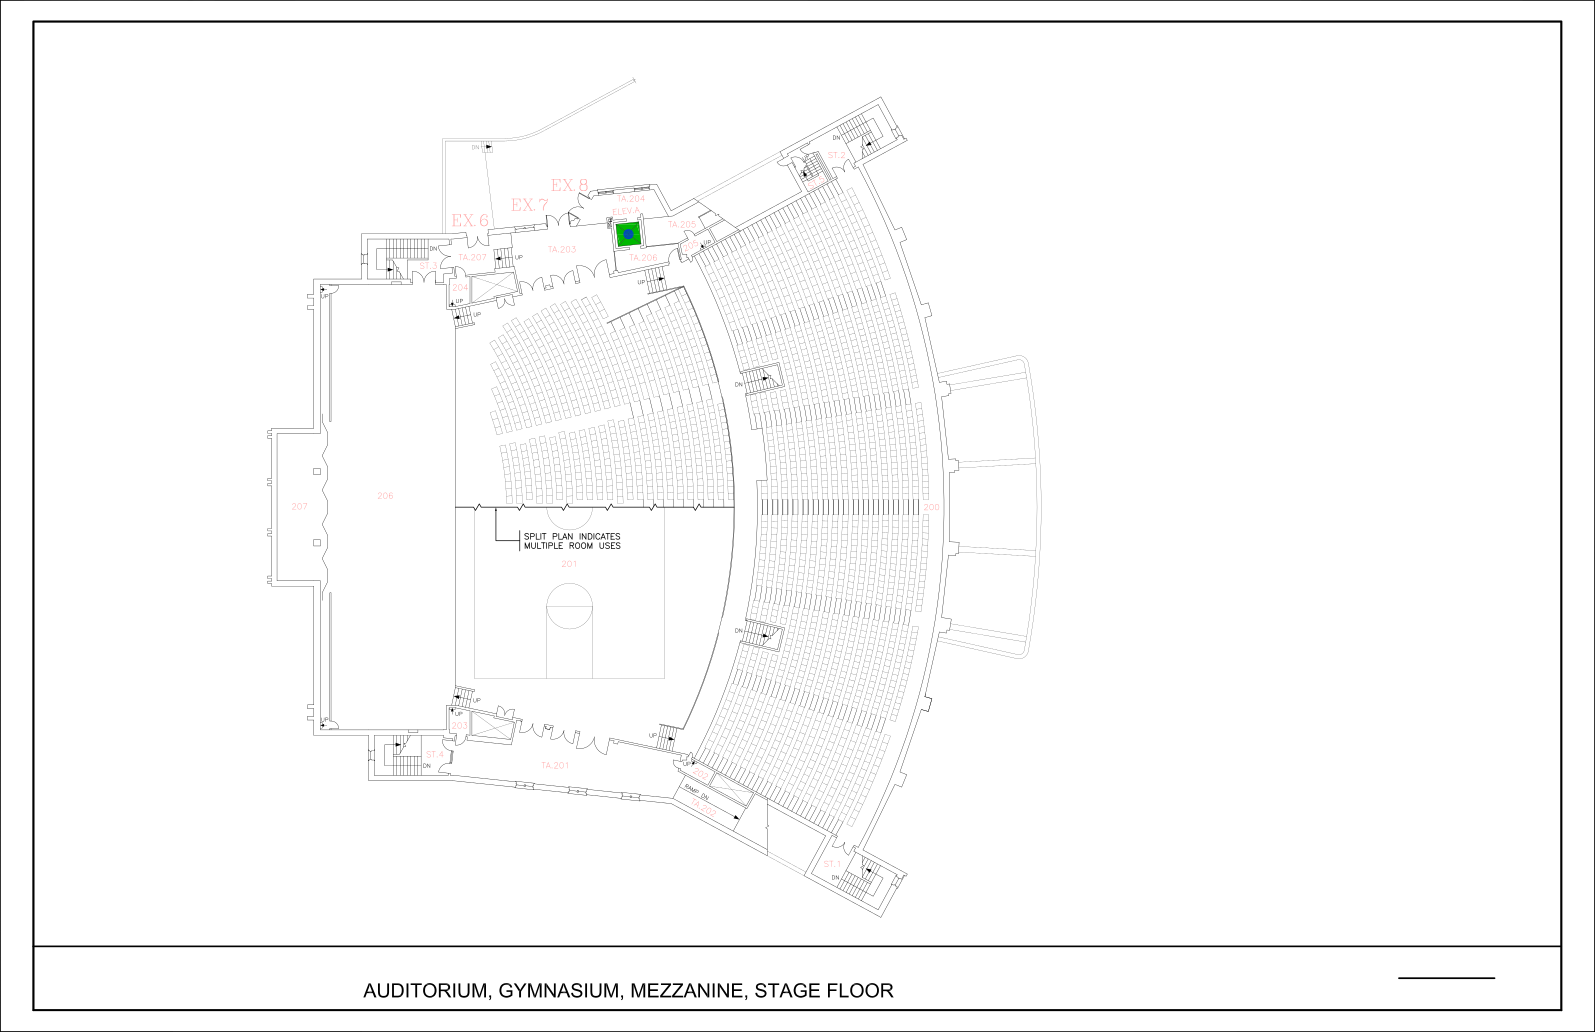 DN
DN
ST.2
EX.8
TA.204
EX.7
ELEV.A
EX.6
TA.205
TA.203
205
UP
DN
TA.207
UP
TA.206
ST.3
204
UP
UP
UP
UP
DN
206
207
200
SPLIT PLAN INDICATES
MULTIPLE ROOM USES
201
DN
UP
UP
203
UP
UP
ST.4
DN
TA.201
UP
202
RAMP DN
TA.202
ST.1
DN
AUDITORIUM, GYMNASIUM, MEZZANINE, STAGE FLOOR